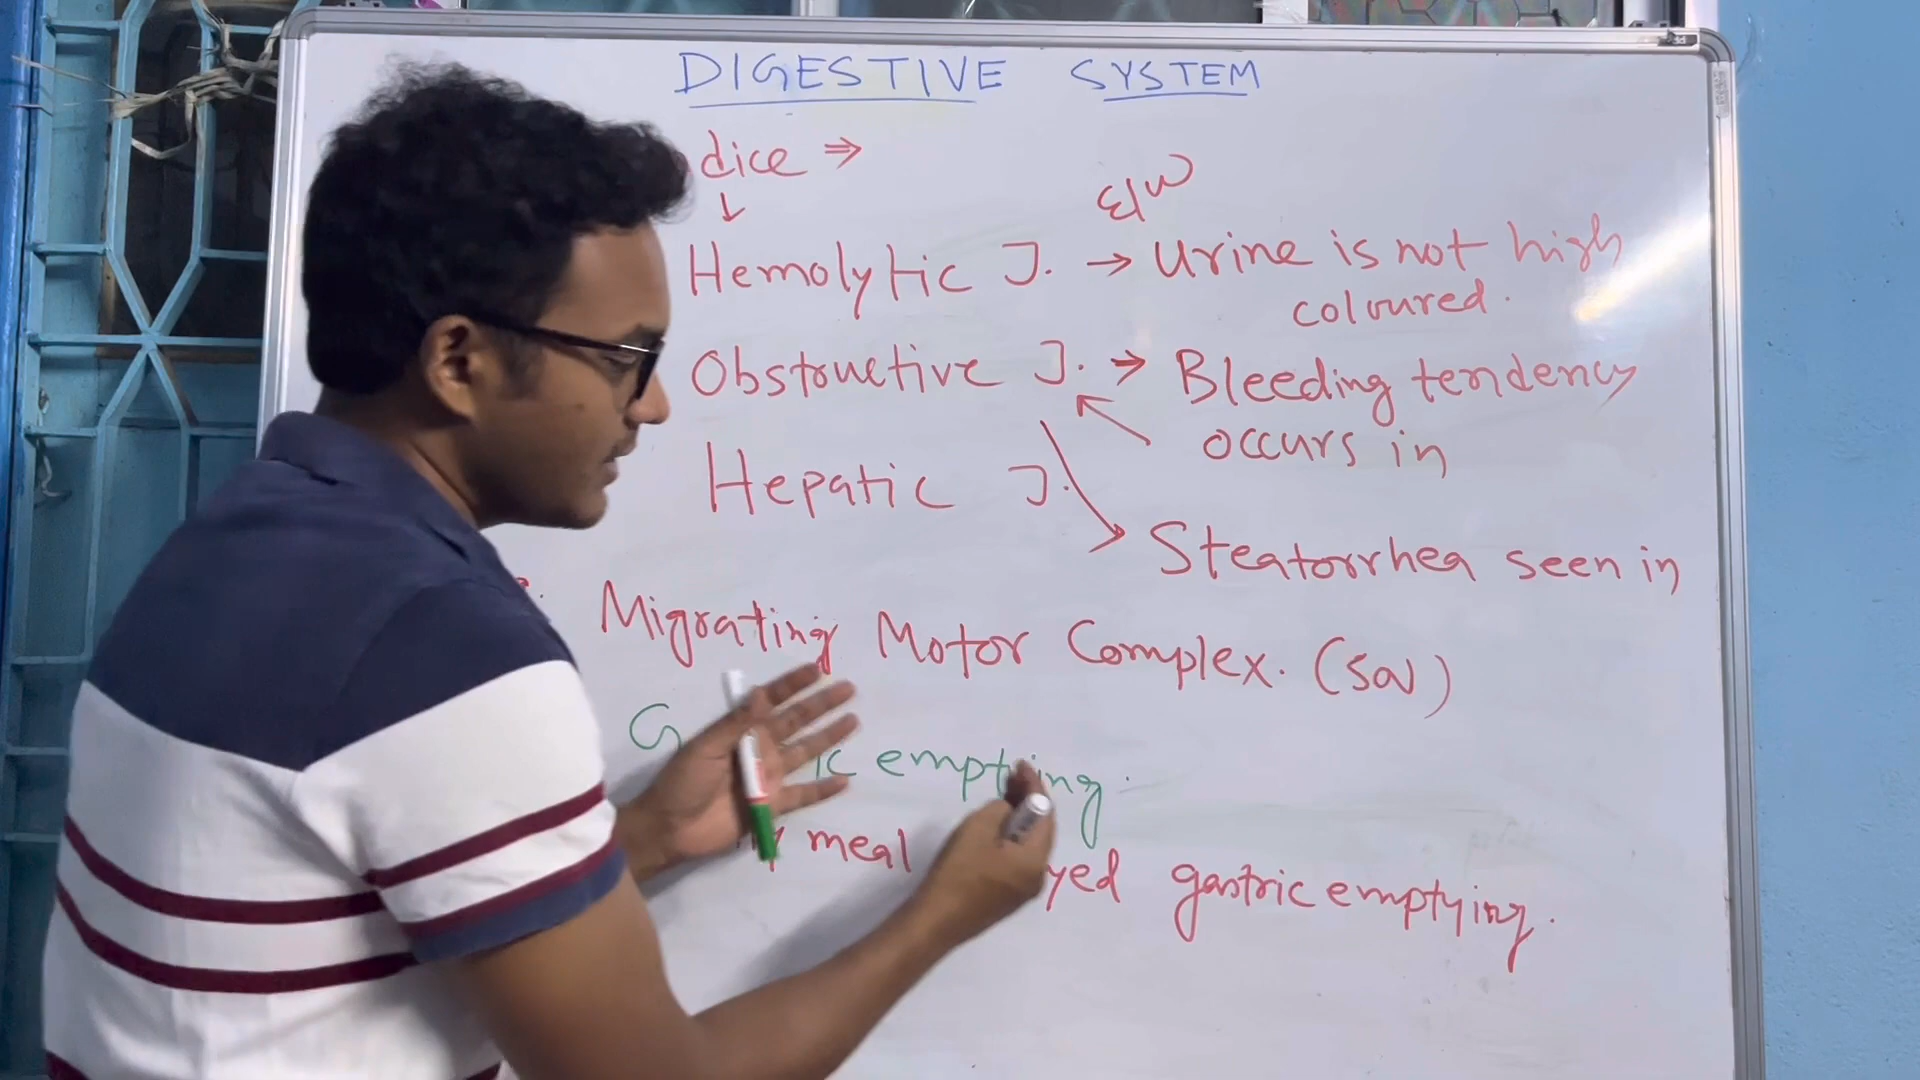 DIGESTIVE SYSTEM
dice ⇒
↓
E/W
Hemolytic J. → Urine is not high
coloured.
Obstructive J. → Bleeding tendency
occurs in
Hepatic J.
Steatorrhea seen in
Migrating Motor Complex. (SQV)
G ic emptying.
meal yed gastric emptying.